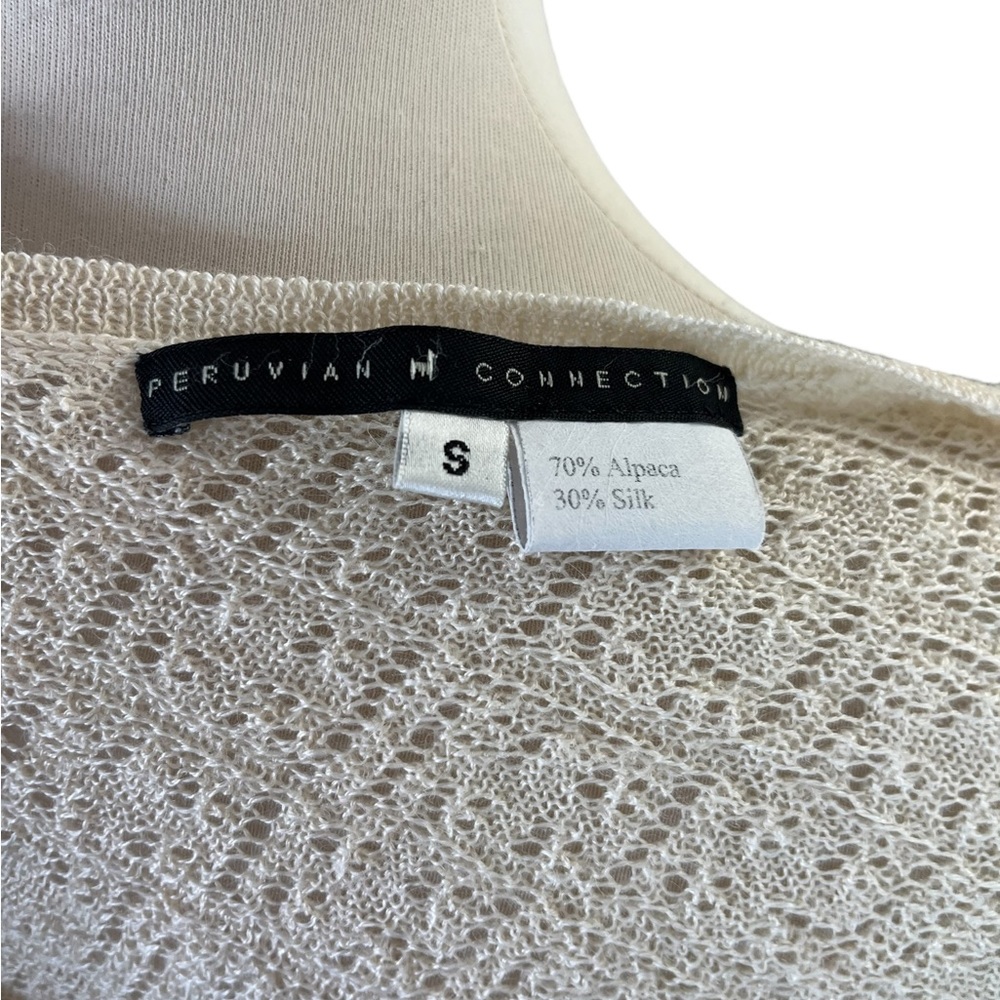 PERUVIAN CONNECTION
S
70% Alpaca
30% Silk